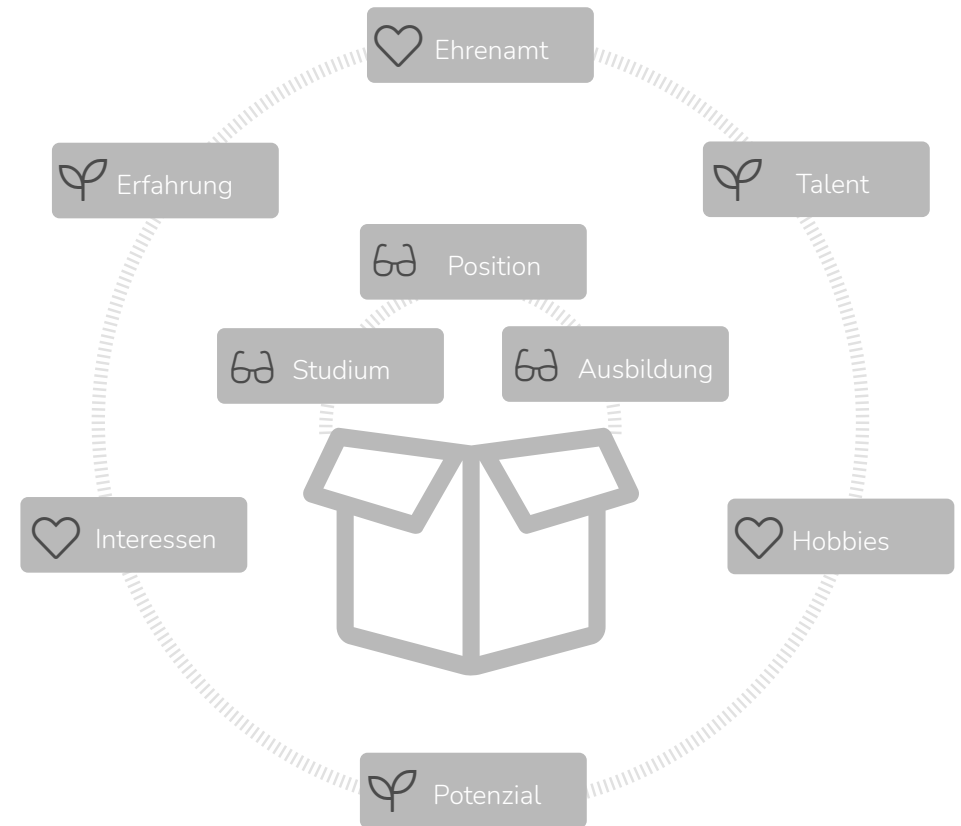 Ehrenamt
Erfahrung
Talent
Position
Studium
Ausbildung
Interessen
Hobbies
Potenzial